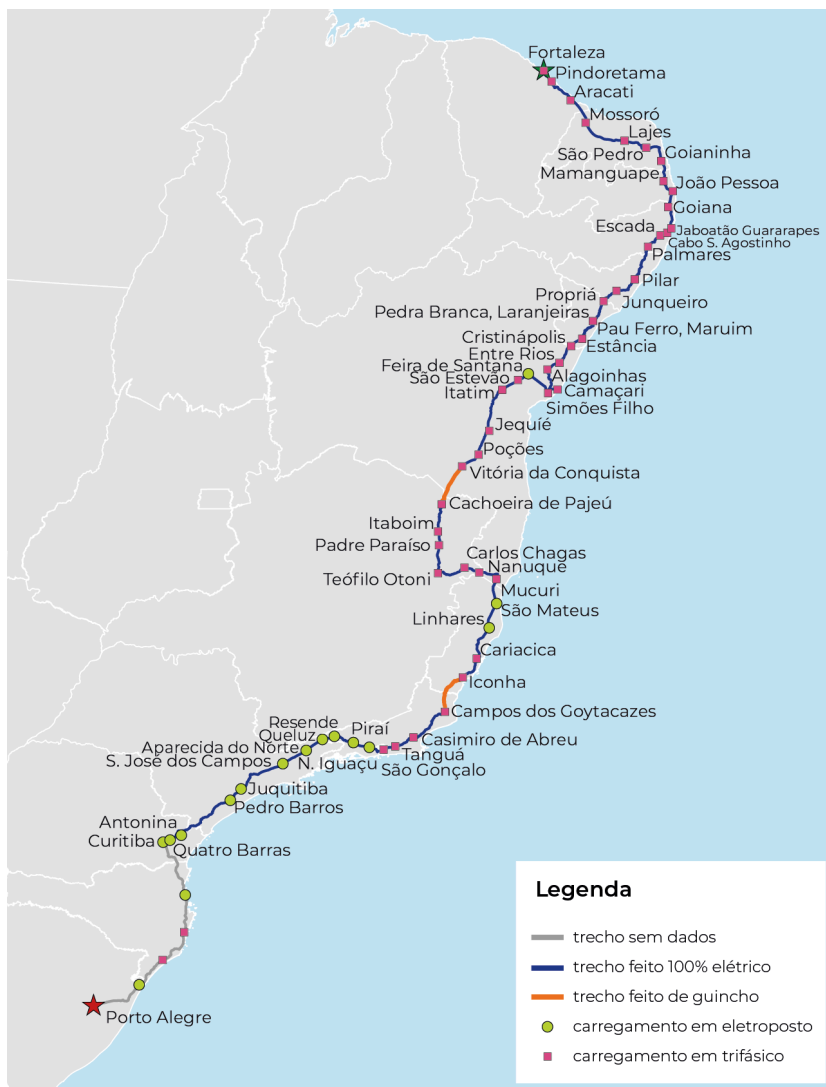 Fortaleza
Pindoretama
Aracati
Mossoró
Lajes
São Pedro
Goianinha
Mamanguape
João Pessoa
Goiana
Escada
Jaboatão Guararapes
Cabo S. Agostinho
Palmares
Pilar
Propriá
Junqueiro
Pedra Branca, Laranjeiras
Pau Ferro, Maruim
Cristinápolis
Estância
Entre Rios
Feira de Santana
São Estevão
Alagoinhas
Itatim
Camaçari
Simões Filho
Jequíé
Poções
Vitória da Conquista
Cachoeira de Pajeú
Itaboim
Padre Paraíso
Carlos Chagas
Nanuque
Teófilo Otoni
Mucuri
São Mateus
Linhares
Cariacica
Iconha
Campos dos Goytacazes
Resende
Piraí
Queluz
Casimiro de Abreu
Aparecida do Norte
Tanguá
S. José dos Campos
N. Iguaçu
São Gonçalo
Juquitiba
Pedro Barros
Antonina
Curitiba
Quatro Barras
Porto Alegre
Legenda
trecho sem dados
trecho feito 100% elétrico
trecho feito de guincho
carregamento em eletroposto
carregamento em trifásico